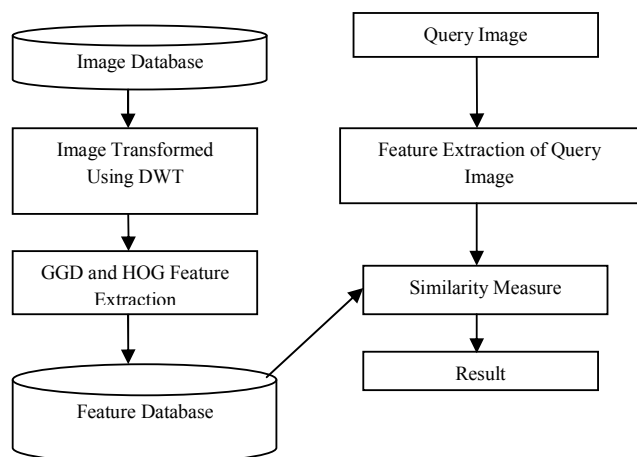 Image Database
Image Transformed
Using DWT
GGD and HOG Feature
Extraction
Feature Database
Query Image
Feature Extraction of Query
Image
Similarity Measure
Result